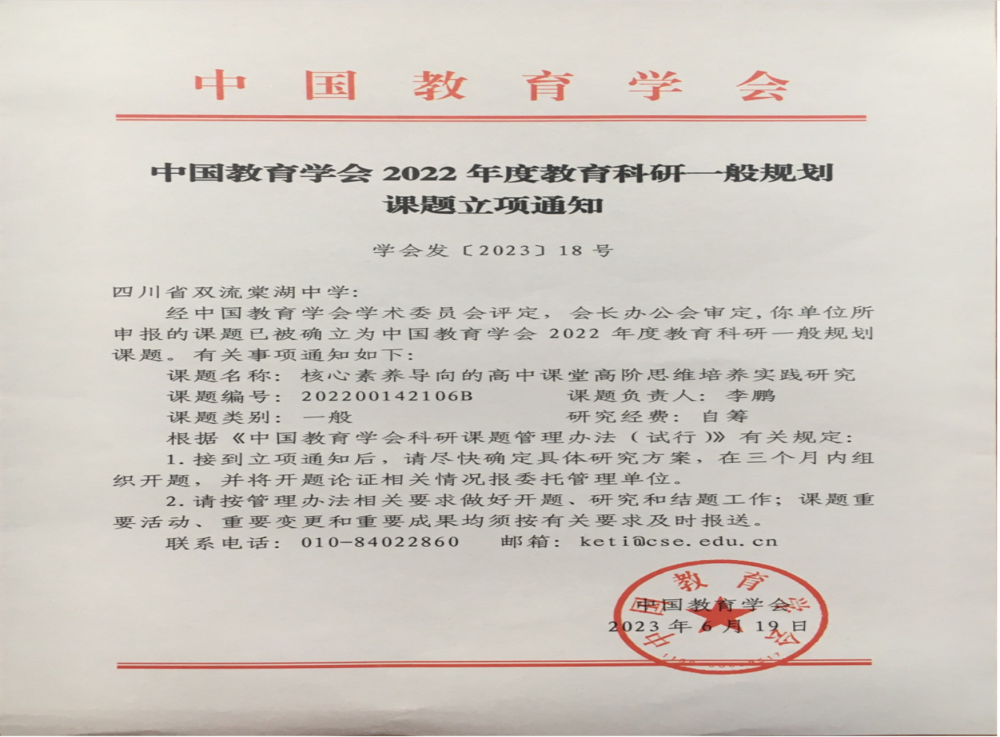 中国教育学会
中国教育学会 2022 年度教育科研一般规划
课题立项通知
学会发〔2023〕18 号
四川省双流棠湖中学：
经中国教育学会学术委员会评定，会长办公会审定,你单位所
申报的课题已被确立为中国教育学会 2022 年度教育科研一般规划
课题。有关事项通知如下：
课题名称：核心素养导向的高中课堂高阶思维培养实践研究
课题编号：202200142106B 课题负责人：李鹏
课题类别：一般 研究经费：自筹
根据《中国教育学会科研课题管理办法（试行）》有关规定：
1.接到立项通知后，请尽快确定具体研究方案，在三个月内组
织开题，并将开题论证相关情况报委托管理单位。
2.请按管理办法相关要求做好开题、研究和结题工作；课题重
要活动、重要变更和重要成果均须按有关要求及时报送。
联系电话：010-84022860 邮箱：keti@cse.edu.cn
中国教育学会
2023 年 6 月 19 日
中国教育学会